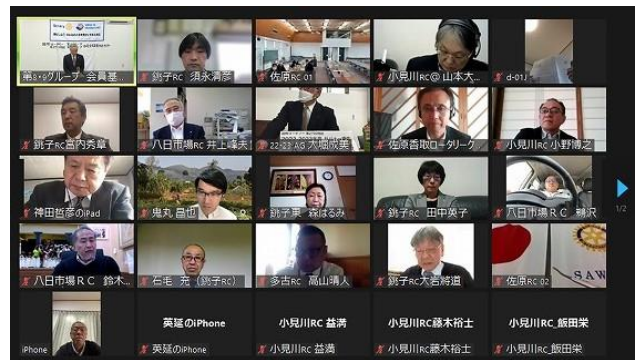 第8・9グループ 会員基...
銚子RC 須永清彦
佐原RC 01
小見川RC@ 山本大...
d-01J
銚子RC宮内秀章
八日市場RC 井上峰夫
22-23 AG 大堀成美
佐原香取ロータリーク...
小見川RC 小野博之
神田哲彦のiPad
鬼丸 昌也
銚子東 森はるみ
銚子RC 田中英子
八日市場ＲＣ 鵜沢
八日市場ＲＣ 鈴木...
石毛 充（銚子RC）
多古RC 高山晴人
銚子RC大岩將道
佐原RC 02
SAW
1/2
iPhone
英延のiPhone
英延のiPhone
小見川RC 益満
小見川RC 益満
小見川RC藤木裕士
小見川RC藤木裕士
小見川RC_飯田栄
小見川RC_飯田栄